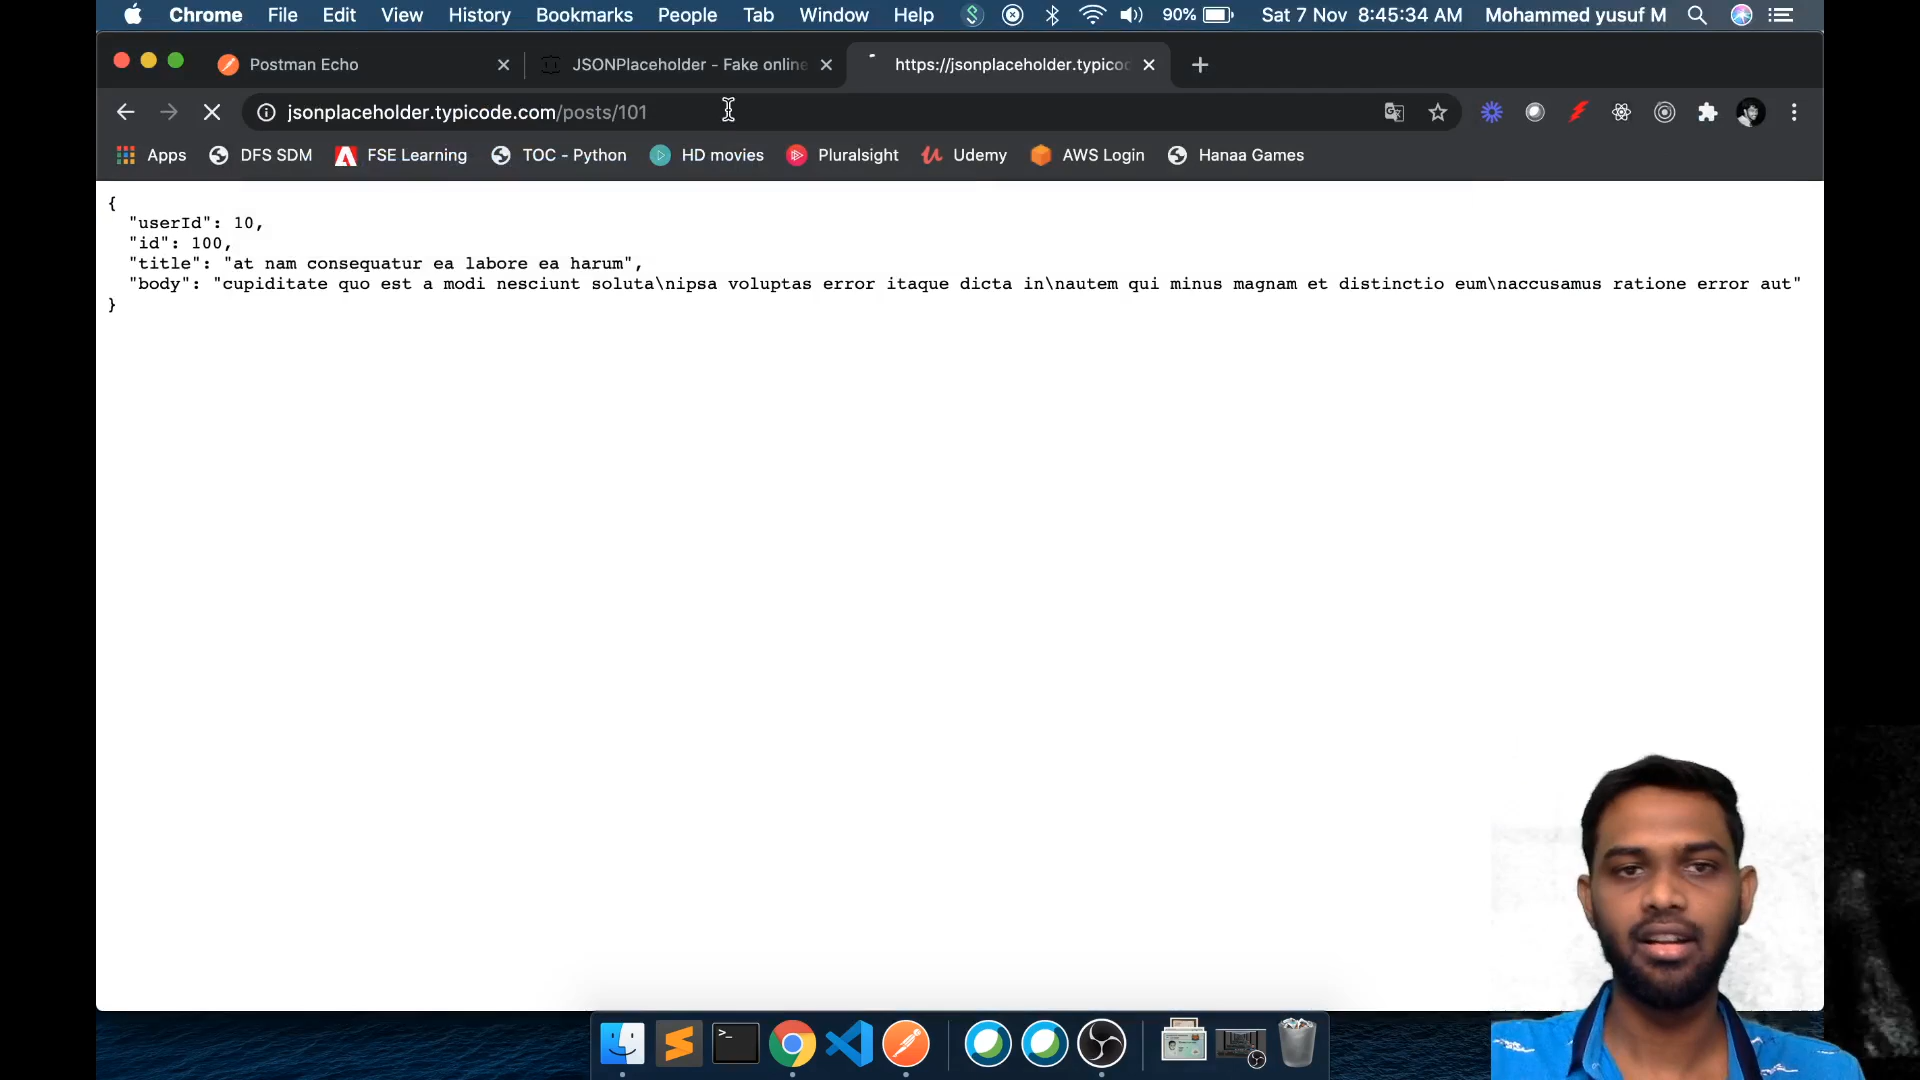 Chrome File Edit View History Bookmarks People Tab Window Help 90% Sat 7 Nov 8:45:34 AM Mohammed yusuf M
Postman Echo
JSONPlaceholder - Fake online
https://jsonplaceholder.typico
jsonplaceholder.typicode.com/posts/101
Apps DFS SDM FSE Learning TOC - Python HD movies Pluralsight Udemy AWS Login Hanaa Games
{
"userId": 10,
"id": 100,
"title": "at nam consequatur ea labore ea harum",
"body": "cupiditate quo est a modi nesciunt soluta\nipsa voluptas error itaque dicta in\nautem qui minus magnam et distinctio eum\naccusamus ratione error aut"
}